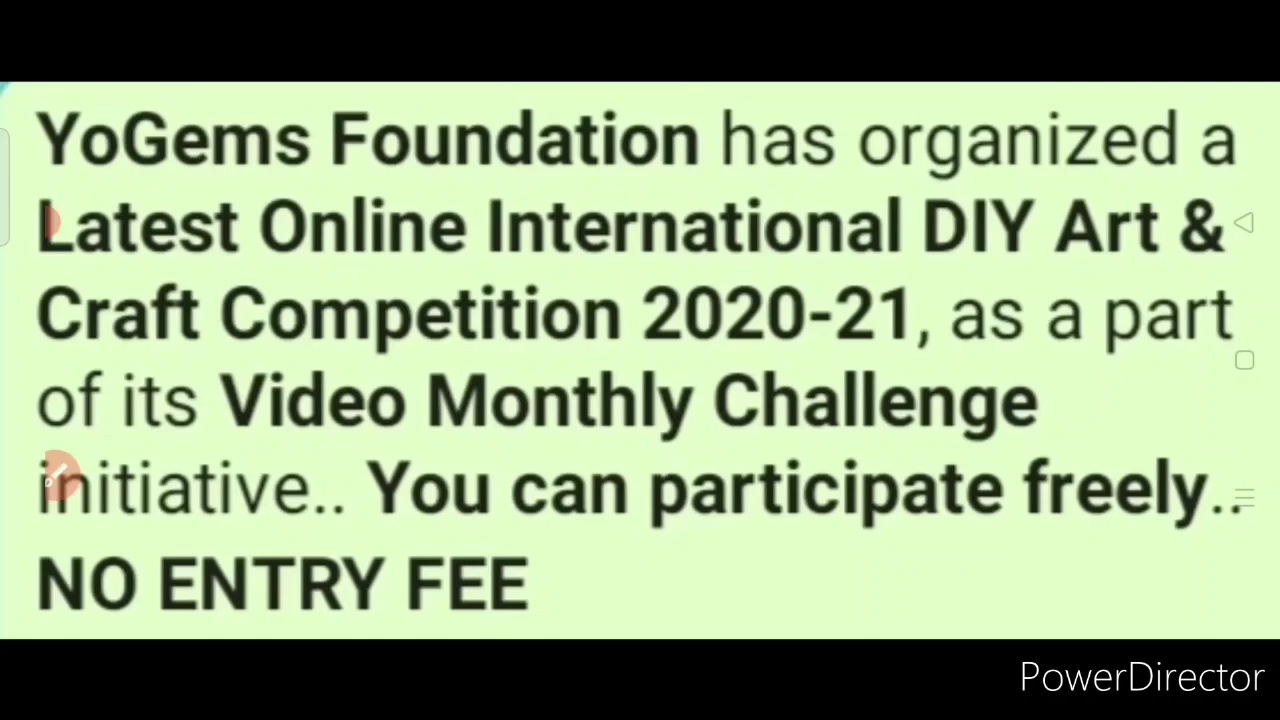 YoGems Foundation has organized a
Latest Online International DIY Art &
Craft Competition 2020-21, as a part
of its Video Monthly Challenge
initiative.. You can participate freely..
NO ENTRY FEE
PowerDirector